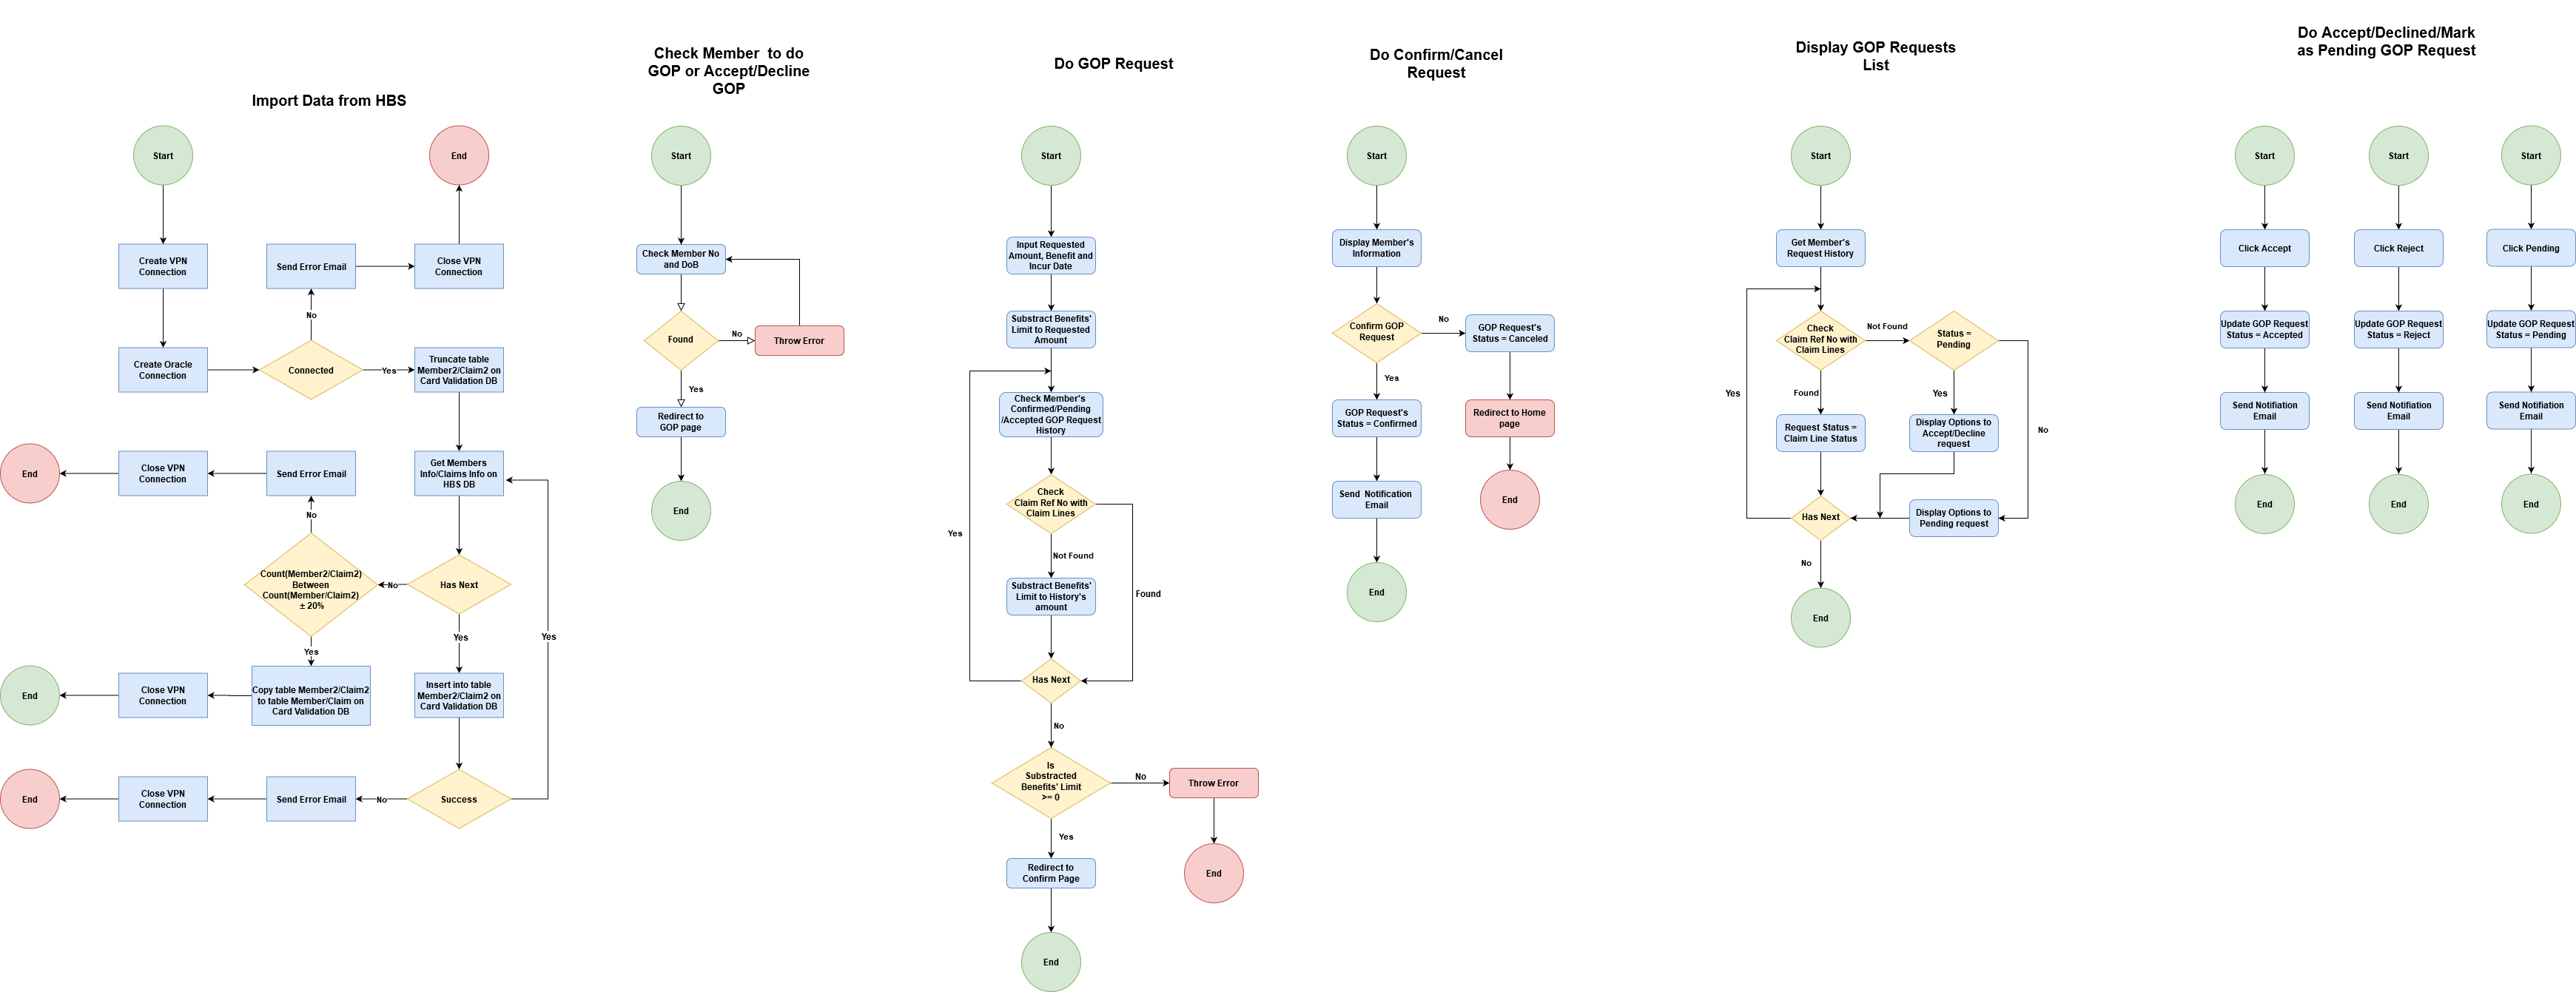 Import Data from HBS
Start
End
Create VPN
Connection
Send Error Email
Close VPN
Connection
No
Create Oracle
Connection
Connected
Yes
Truncate table
Member2/Claim2 on
Card Validation DB
End
Close VPN
Connection
Send Error Email
Get Members
Info/Claims Info on
HBS DB
No
Count(Member2/Claim2)
Between
Count(Member/Claim2)
± 20%
No
Has Next
Yes
Yes
Yes
End
Close VPN
Connection
Copy table Member2/Claim2
to table Member/Claim on
Card Validation DB
Insert into table
Member2/Claim2 on
Card Validation DB
End
Close VPN
Connection
Send Error Email
No
Success
Check Member to do
GOP or Accept/Decline
GOP
Start
Check Member No
and DoB
Found
No
Throw Error
Yes
Redirect to
GOP page
End
Do GOP Request
Start
Input Requested
Amount, Benefit and
Incur Date
Substract Benefits'
Limit to Requested
Amount
Check Member's
Confirmed/Pending
/Accepted GOP Request
History
Check
Claim Ref No with
Claim Lines
Yes
Not Found
Substract Benefits'
Limit to History's
amount
Found
Has Next
No
Is
Substracted
Benefits' Limit
>= 0
No
Throw Error
Yes
Redirect to
Confirm Page
End
End
Do Confirm/Cancel
Request
Start
Display Member's
Information
Confirm GOP
Request
No
GOP Request's
Status = Canceled
Yes
GOP Request's
Status = Confirmed
Redirect to Home
page
Send Notification
Email
End
End
Display GOP Requests
List
Start
Get Member's
Request History
Check
Claim Ref No with
Claim Lines
Not Found
Status =
Pending
Yes
Found
Yes
No
Request Status =
Claim Line Status
Display Options to
Accept/Decline
request
Has Next
Display Options to
Pending request
No
End
Do Accept/Declined/Mark
as Pending GOP Request
Start
Start
Start
Click Accept
Click Reject
Click Pending
Update GOP Request
Status = Accepted
Update GOP Request
Status = Reject
Update GOP Request
Status = Pending
Send Notifiation
Email
Send Notifiation
Email
Send Notifiation
Email
End
End
End